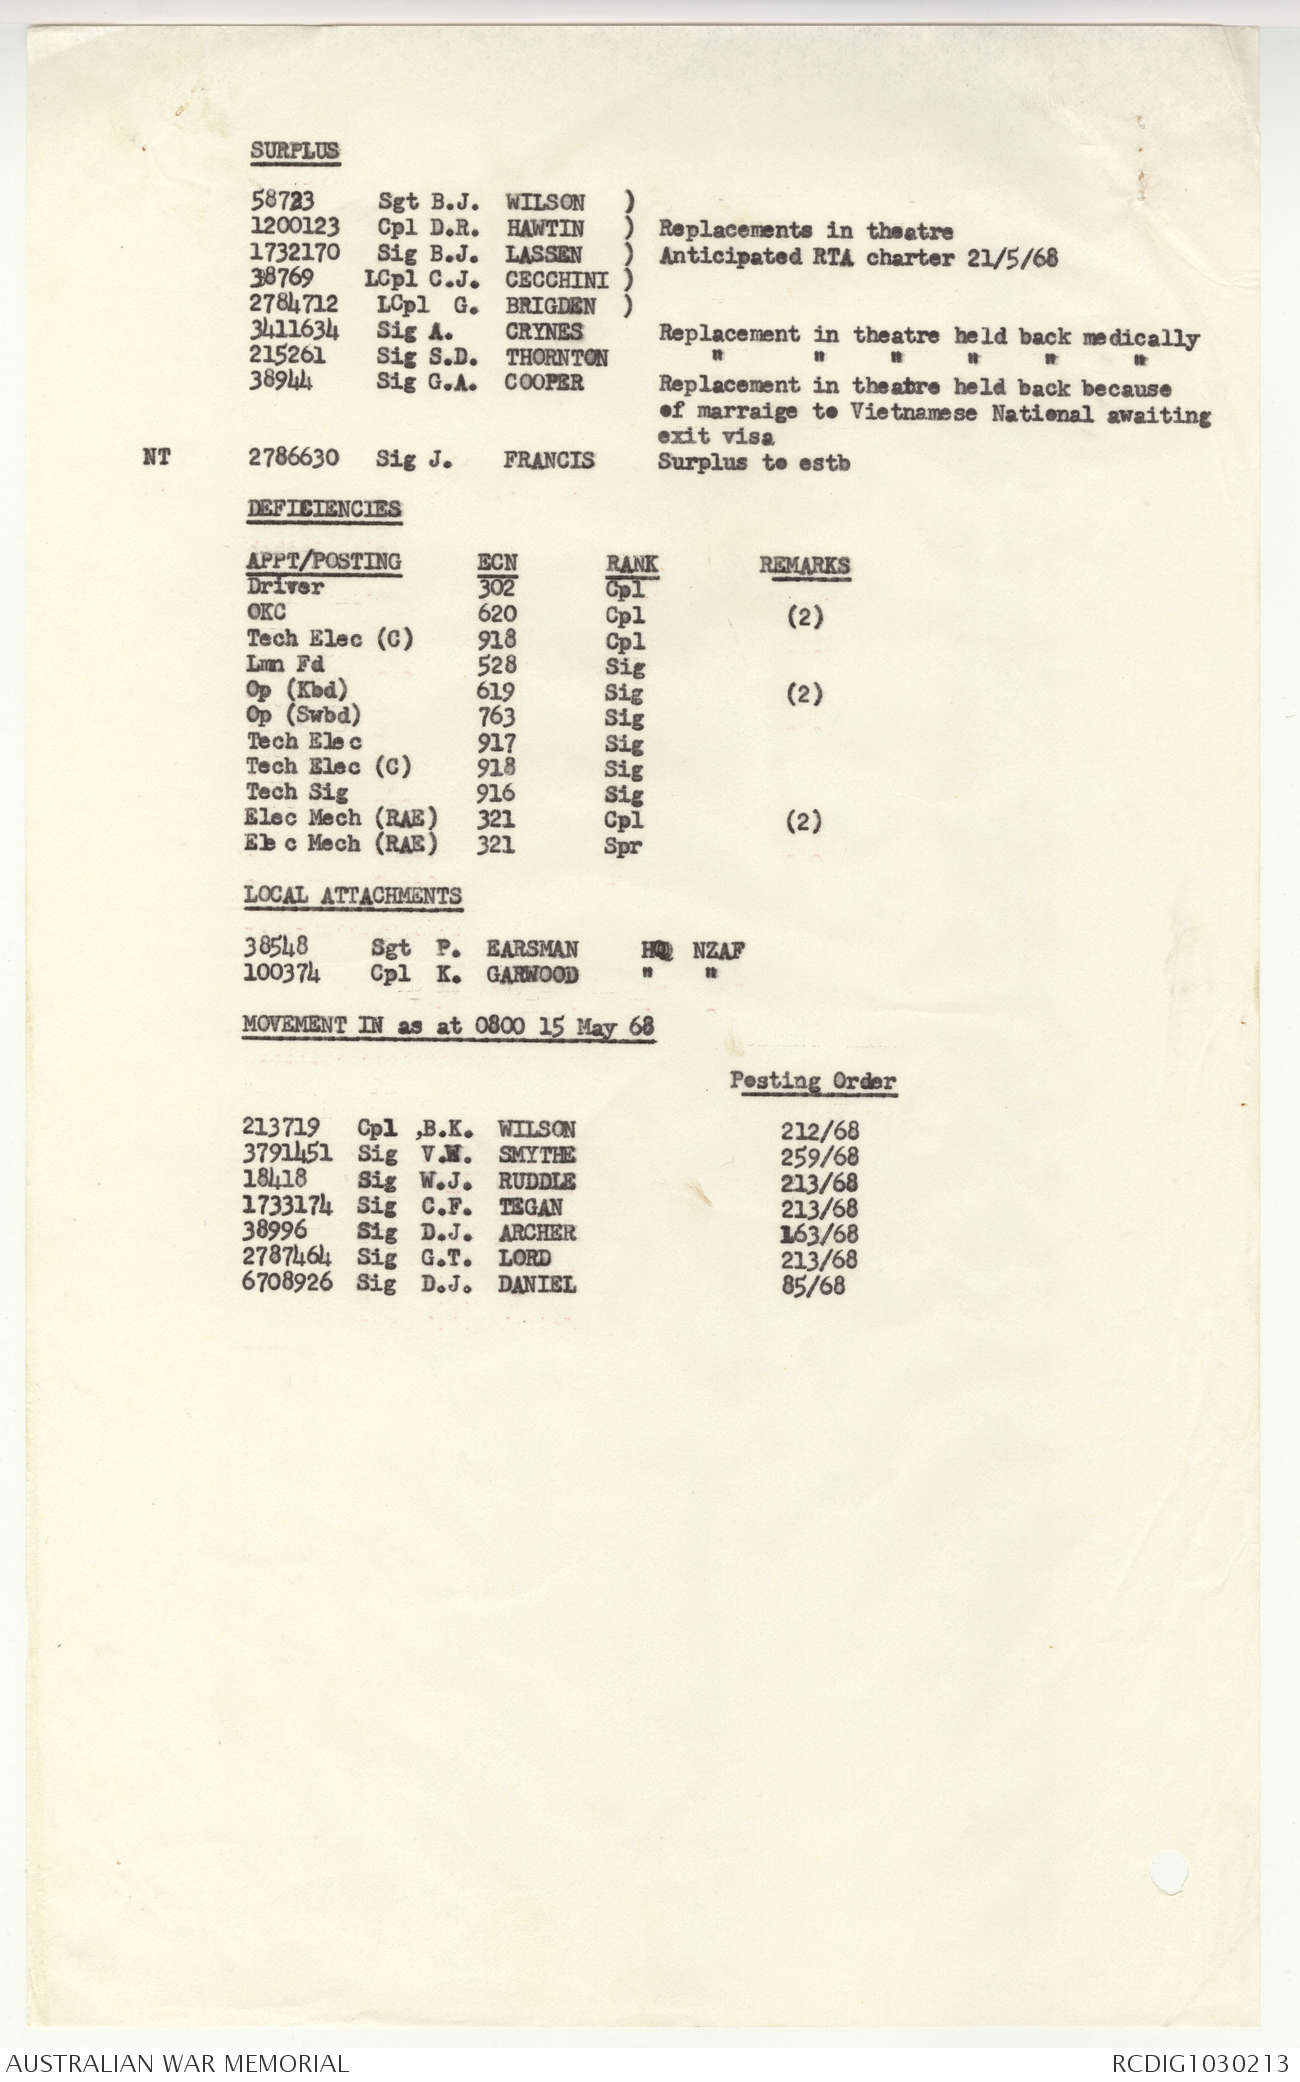 SURPLUS
58723 Sgt B.J. WILSON )
1200123 Cpl D.R. HAWTIN ) Replacements in theatre
1732170 Sig B.J. LASSEN ) Anticipated RTA charter 21/5/68
38769 LCpl C.J. CECCHINI )
2784712 LCpl G. BRIGDEN )
3411634 Sig A. CRYNES Replacement in theatre held back medically
215261 Sig S.D. THORNTON " " " " " "
38944 Sig G.A. COOPER Replacement in theatre held back because
of marraige to Vietnamese National awaiting
exit visa
NT 2786630 Sig J. FRANCIS Surplus to estb
DEFICIENCIES
APPT/POSTING ECN RANK REMARKS
Driver 302 Cpl
OKC 620 Cpl (2)
Tech Elec (C) 918 Cpl
Lmn Fd 528 Sig
Op (Kbd) 619 Sig (2)
Op (Swbd) 763 Sig
Tech Elec 917 Sig
Tech Elec (C) 918 Sig
Tech Sig 916 Sig
Elec Mech (RAE) 321 Cpl (2)
Elec Mech (RAE) 321 Spr
LOCAL ATTACHMENTS
38548 Sgt P. EARSMAN HQ NZAF
100374 Cpl K. GARWOOD " "
MOVEMENT IN as at 0800 15 May 68
Posting Order
213719 Cpl ,B.K. WILSON 212/68
3791451 Sig V.W. SMYTHE 259/68
18418 Sig W.J. RUDDLE 213/68
1733174 Sig C.F. TEGAN 213/68
38996 Sig D.J. ARCHER 163/68
2787464 Sig G.T. LORD 213/68
6708926 Sig D.J. DANIEL 85/68
AUSTRALIAN WAR MEMORIAL RCDIG1030213